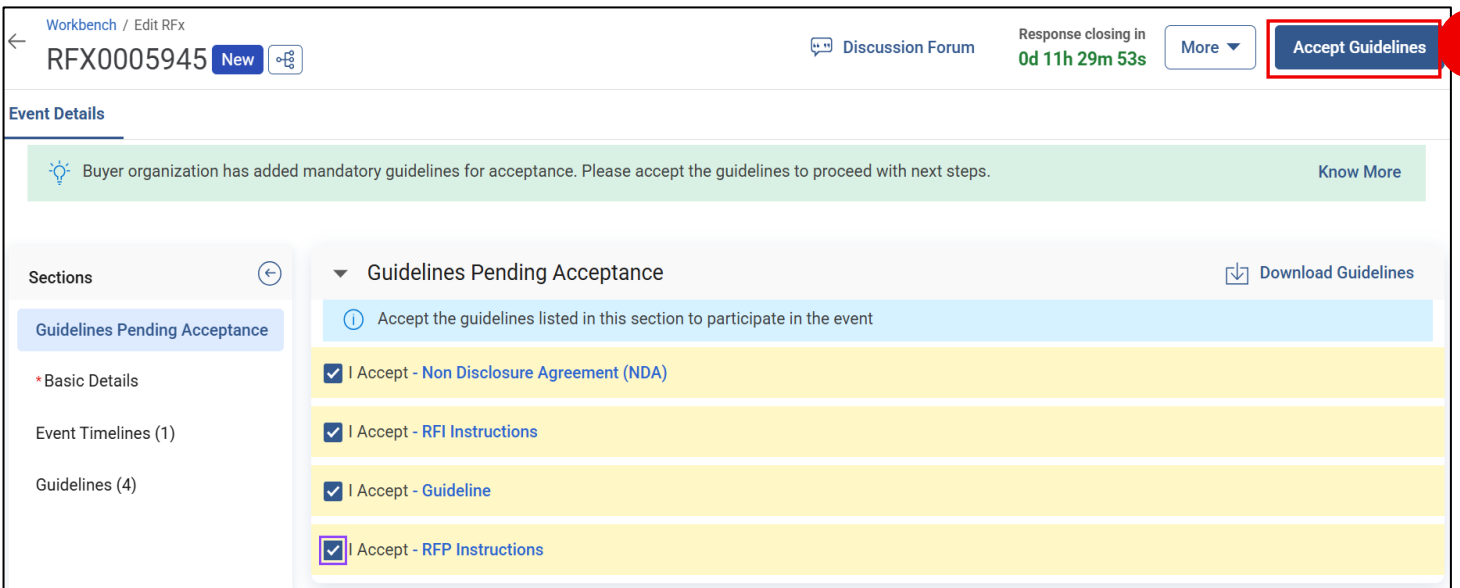 Workbench / Edit RFx
RFX0005945 New
Discussion Forum
Response closing in
0d 11h 29m 53s
More
Accept Guidelines
Event Details
Buyer organization has added mandatory guidelines for acceptance. Please accept the guidelines to proceed with next steps.
Know More
Sections
Guidelines Pending Acceptance
*Basic Details
Event Timelines (1)
Guidelines (4)
Guidelines Pending Acceptance
Download Guidelines
Accept the guidelines listed in this section to participate in the event
I Accept - Non Disclosure Agreement (NDA)
I Accept - RFI Instructions
I Accept - Guideline
I Accept - RFP Instructions